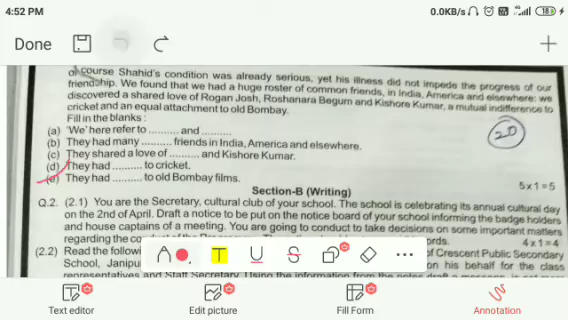 4:52 PM 0.0KB/s 18
Done
of course Shahid's condition was already serious, yet his illness did not impede the progress of our
friendship. We found that we had a huge roster of common friends, in India, America and elsewhere: we
discovered a shared love of Rogan Josh, Roshanara Begum and Kishore Kumar, a mutual indifference to
cricket and an equal attachment to old Bombay.
Fill in the blanks :
(a) 'We' here refer to .......... and ..........
20
(b) They had many .......... friends in India, America and elsewhere.
(c) They shared a love of .......... and Kishore Kumar.
(d) They had .......... to cricket.
(e) They had .......... to old Bombay films. 5x1=5
Section-B (Writing)
Q.2. (2.1) You are the Secretary, cultural club of your school. The school is celebrating its annual cultural day
on the 2nd of April. Draft a notice to be put on the notice board of your school informing the badge holders
and house captains of a meeting. You are going to conduct to take decisions on some important matters
regarding the 4x1=4
(2.2) Read the of Crescent Public Secondary
School, on his behalf for the class
representatives and Staff Secretary. Using the information from the notes
A T U S
Text editor Edit picture Fill Form Annotation